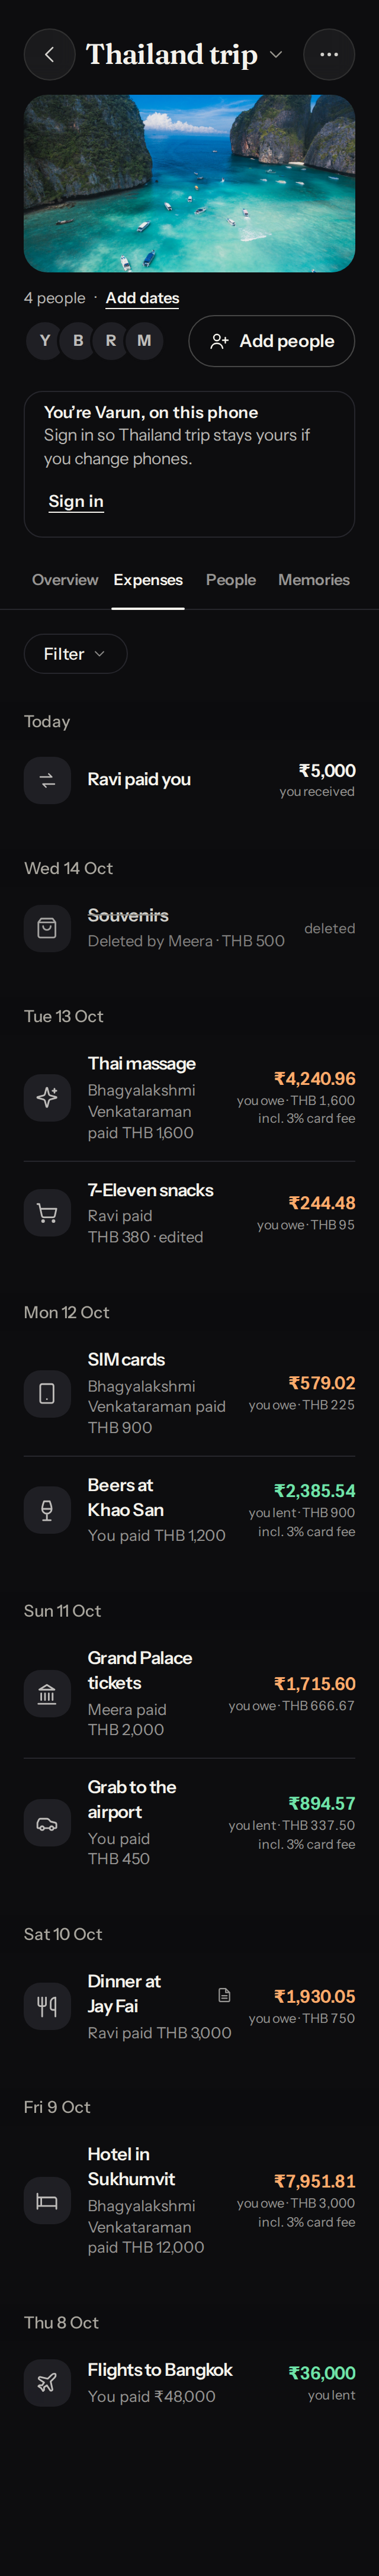 Thailand trip
4 people · Add dates
Y B R M
Add people
You’re Varun, on this phone
Sign in so Thailand trip stays yours if
you change phones.
Sign in
Overview Expenses People Memories
Filter
Today
Ravi paid you
₹5,000
you received
Wed 14 Oct
Souvenirs
Deleted by Meera · THB 500
deleted
Tue 13 Oct
Thai massage
Bhagyalakshmi
Venkataraman
paid THB 1,600
₹4,240.96
you owe · THB 1,600
incl. 3% card fee
7-Eleven snacks
Ravi paid
THB 380 · edited
₹244.48
you owe · THB 95
Mon 12 Oct
SIM cards
Bhagyalakshmi
Venkataraman paid
THB 900
₹579.02
you owe · THB 225
Beers at
Khao San
You paid THB 1,200
₹2,385.54
you lent · THB 900
incl. 3% card fee
Sun 11 Oct
Grand Palace
tickets
Meera paid
THB 2,000
₹1,715.60
you owe · THB 666.67
Grab to the
airport
You paid
THB 450
₹894.57
you lent · THB 337.50
incl. 3% card fee
Sat 10 Oct
Dinner at
Jay Fai
Ravi paid THB 3,000
₹1,930.05
you owe · THB 750
Fri 9 Oct
Hotel in
Sukhumvit
Bhagyalakshmi
Venkataraman
paid THB 12,000
₹7,951.81
you owe · THB 3,000
incl. 3% card fee
Thu 8 Oct
Flights to Bangkok
You paid ₹48,000
₹36,000
you lent